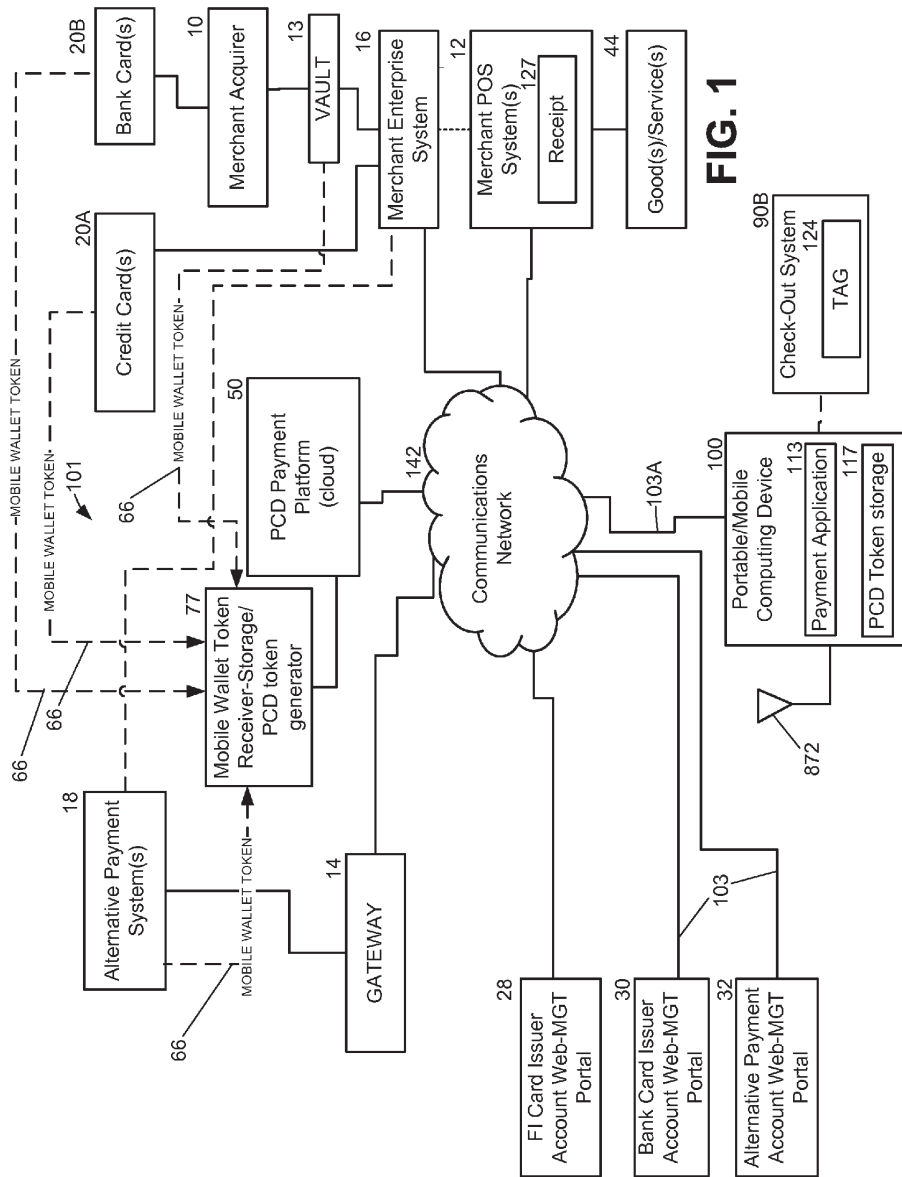 20B
Bank Card(s)
10
Merchant Acquirer
13
VAULT
16
Merchant Enterprise
System
12
Merchant POS
System(s)
127
Receipt
44
Good(s)/Service(s)
FIG. 1
20A
Credit Card(s)
MOBILE WALLET TOKEN
MOBILE WALLET TOKEN
101
66
MOBILE WALLET TOKEN
50
PCD Payment
Platform
(cloud)
77
Mobile Wallet Token
Receiver-Storage/
PCD token
generator
66
66
18
Alternative Payment
System(s)
MOBILE WALLET TOKEN
66
14
GATEWAY
142
Communications
Network
90B
Check-Out System
124
TAG
103A
100
Portable/Mobile
Computing Device
113
Payment Application
117
PCD Token storage
872
103
28
FI Card Issuer
Account Web-MGT
Portal
30
Bank Card Issuer
Account Web-MGT
Portal
32
Alternative Payment
Account Web-MGT
Portal